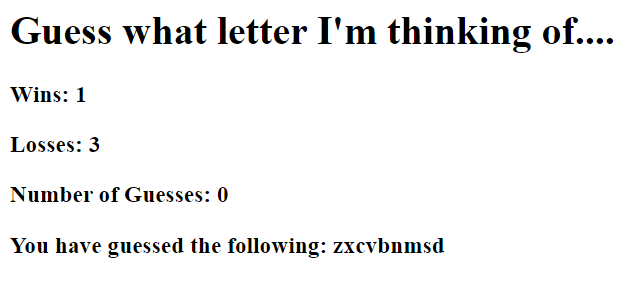 Guess what letter I'm thinking of....
Wins: 1
Losses: 3
Number of Guesses: 0
You have guessed the following: zxcvbnmsd